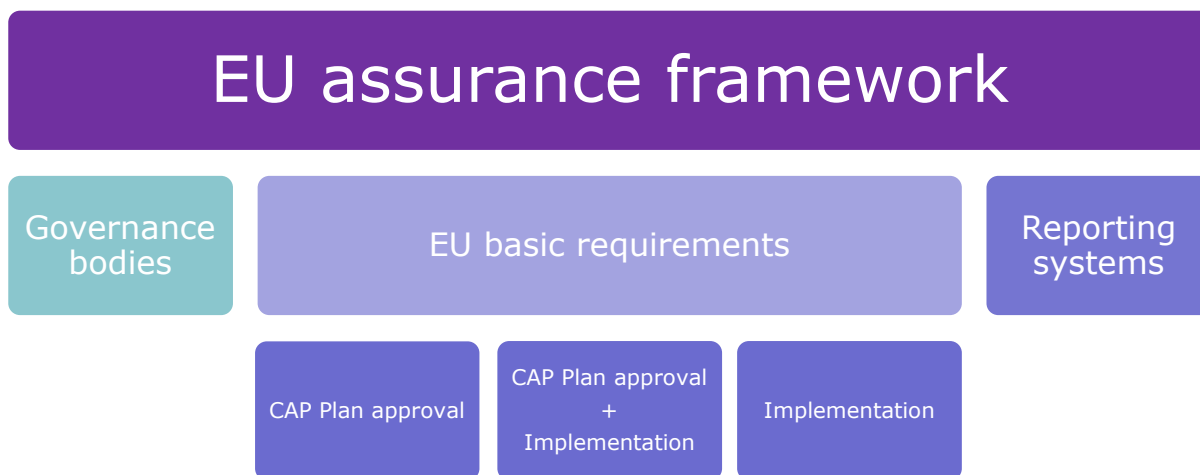 EU assurance framework
Governance
bodies
EU basic requirements
Reporting
systems
CAP Plan approval
CAP Plan approval
+
Implementation
Implementation